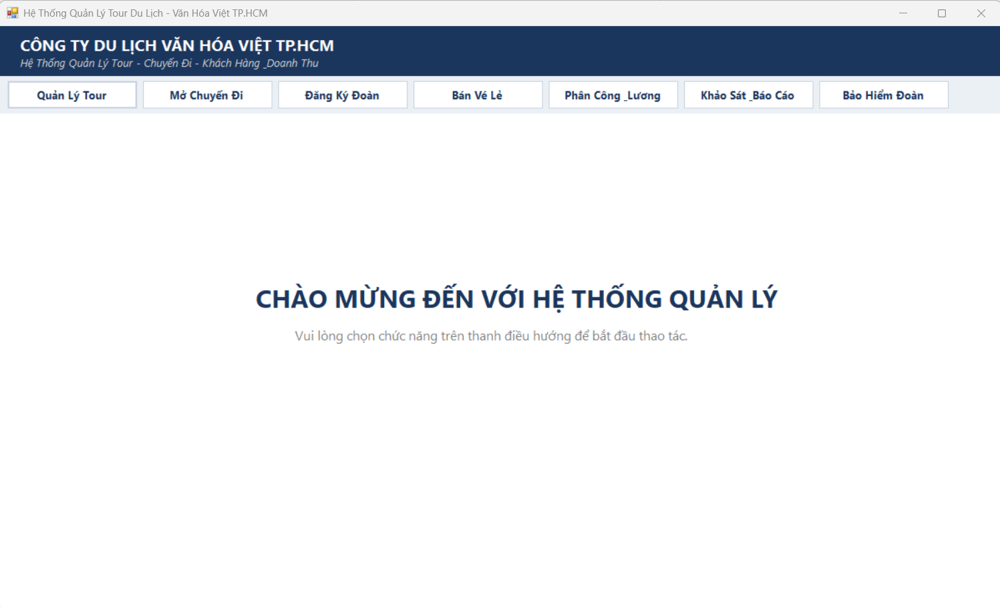 Hệ Thống Quản Lý Tour Du Lịch - Văn Hóa Việt TP.HCM
CÔNG TY DU LỊCH VĂN HÓA VIỆT TP.HCM
Hệ Thống Quản Lý Tour - Chuyến Đi - Khách Hàng _Doanh Thu
Quản Lý Tour Mở Chuyến Đi Đăng Ký Đoàn Bán Vé Lẻ Phân Công _Lương Khảo Sát _Báo Cáo Bảo Hiểm Đoàn
CHÀO MỪNG ĐẾN VỚI HỆ THỐNG QUẢN LÝ
Vui lòng chọn chức năng trên thanh điều hướng để bắt đầu thao tác.